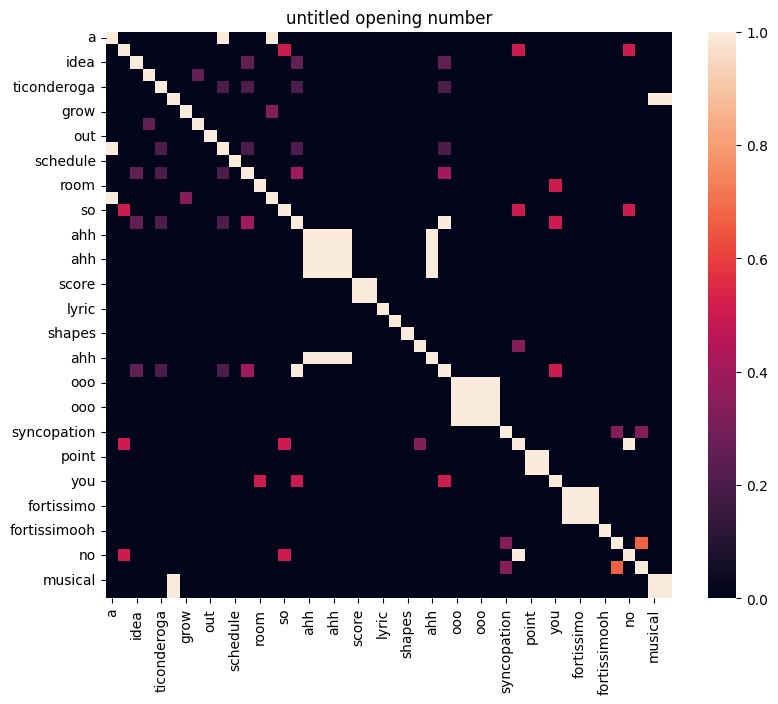 untitled opening number
a
idea
ticonderoga
grow
out
schedule
room
so
ahh
ahh
score
lyric
shapes
ahh
ooo
ooo
syncopation
point
you
fortissimo
fortissimooh
no
musical
1.0
0.8
0.6
0.4
0.2
0.0
a
idea
ticonderoga
grow
out
schedule
room
so
ahh
ahh
score
lyric
shapes
ahh
ooo
ooo
syncopation
point
you
fortissimo
fortissimooh
no
musical